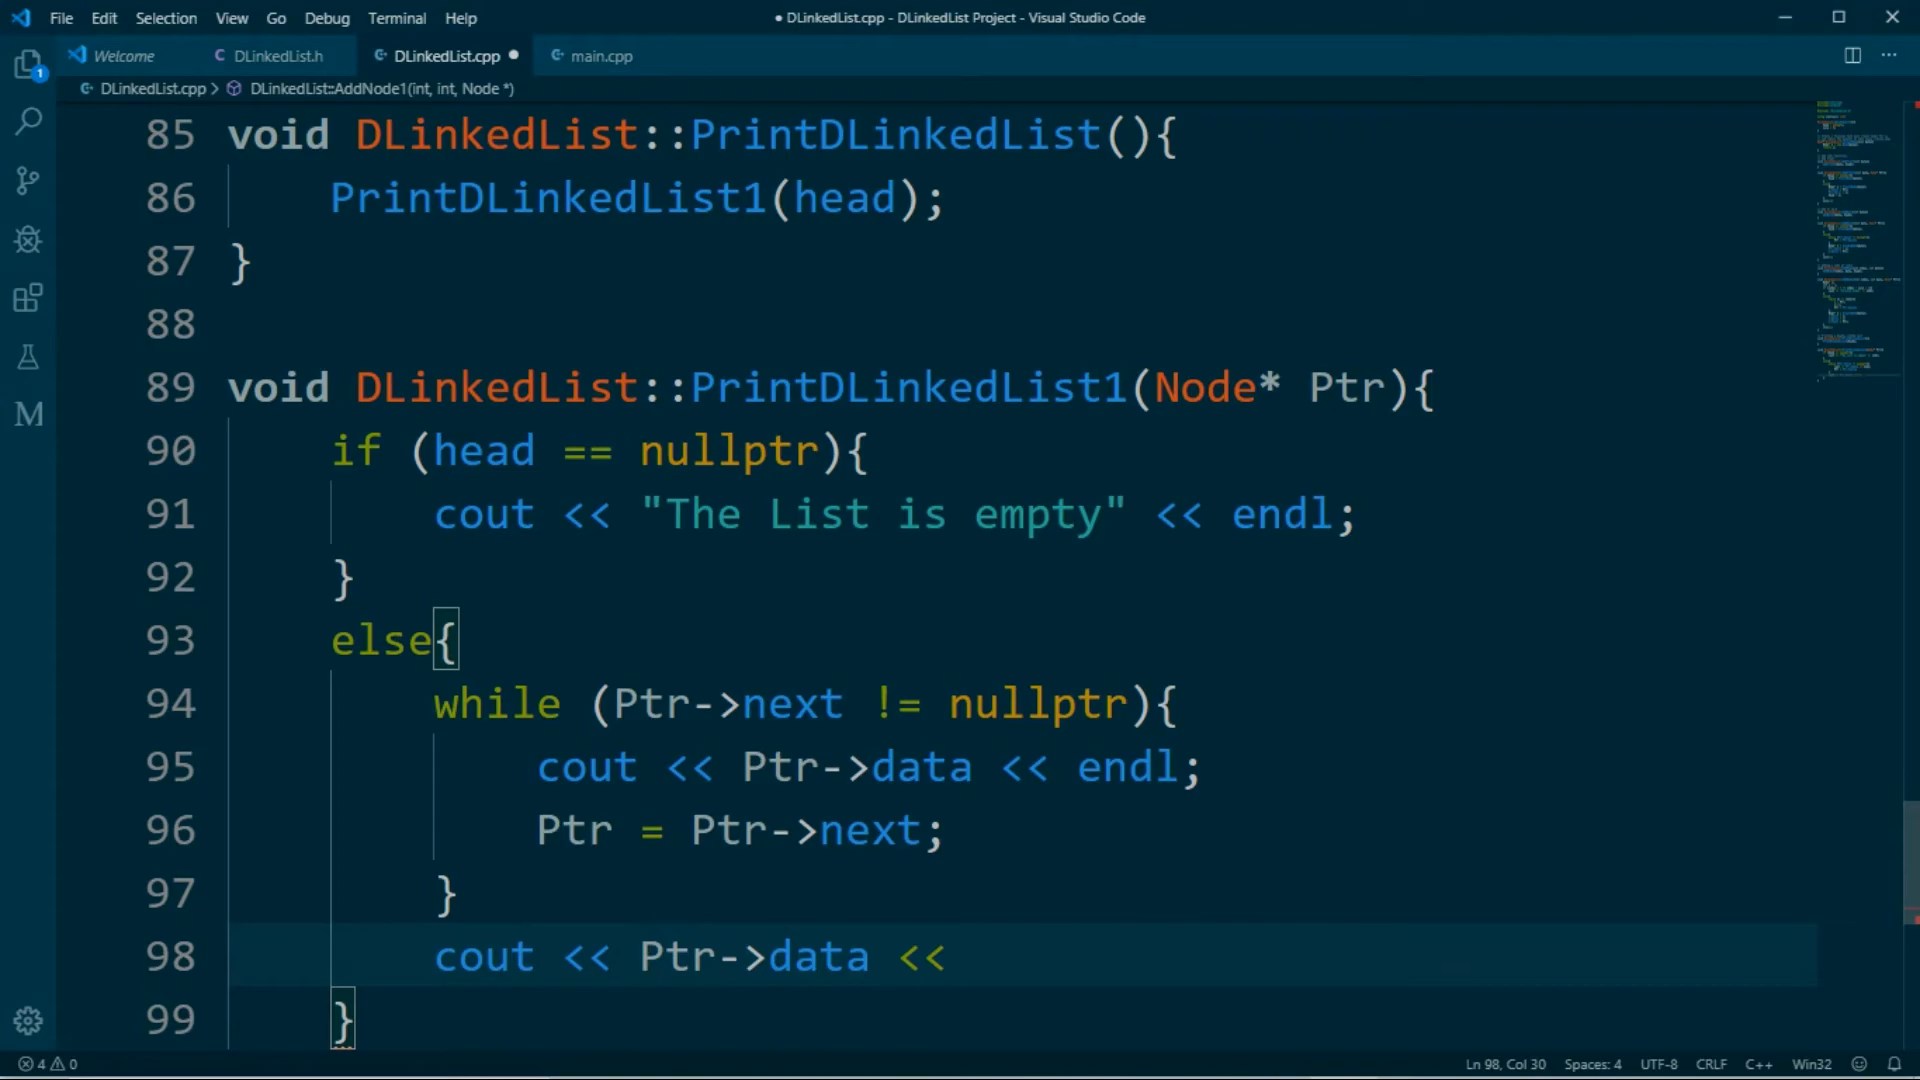 File Edit Selection View Go Debug Terminal Help
● DLinkedList.cpp - DLinkedList Project - Visual Studio Code
Welcome DLinkedList.h DLinkedList.cpp main.cpp
1
DLinkedList.cpp > DLinkedList::AddNode1(int, int, Node *)
85 void DLinkedList::PrintDLinkedList(){
86 PrintDLinkedList1(head);
87 }
88
89 void DLinkedList::PrintDLinkedList1(Node* Ptr){
90 if (head == nullptr){
91 cout << "The List is empty" << endl;
92 }
93 else{
94 while (Ptr->next != nullptr){
95 cout << Ptr->data << endl;
96 Ptr = Ptr->next;
97 }
98 cout << Ptr->data <<
99 }
M
4 0 Ln 98, Col 30 Spaces: 4 UTF-8 CRLF C++ Win32